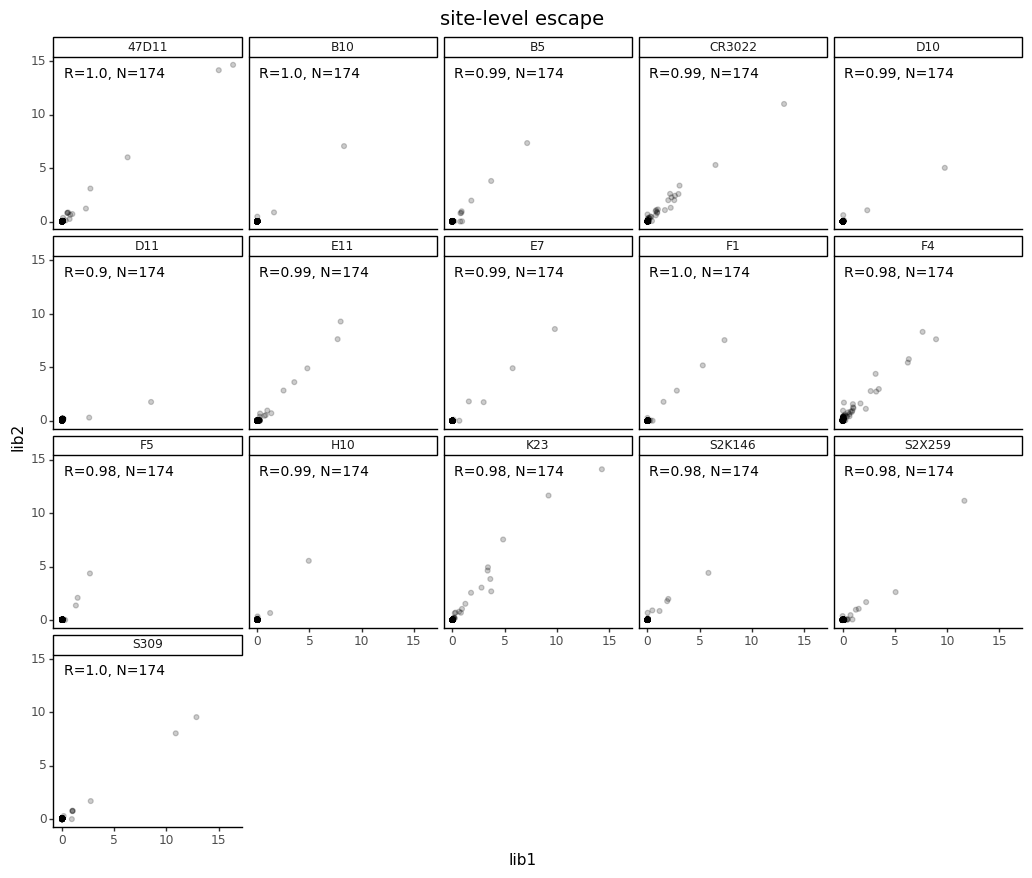 site-level escape
47D11 B10 B5 CR3022 D10
R=1.0, N=174 R=1.0, N=174 R=0.99, N=174 R=0.99, N=174 R=0.99, N=174
15
10
5
0
D11 E11 E7 F1 F4
R=0.9, N=174 R=0.99, N=174 R=0.99, N=174 R=1.0, N=174 R=0.98, N=174
15
10
5
0
lib2
F5 H10 K23 S2K146 S2X259
R=0.98, N=174 R=0.99, N=174 R=0.98, N=174 R=0.98, N=174 R=0.98, N=174
15
10
5
0
0 5 10 15 0 5 10 15 0 5 10 15 0 5 10 15
S309
R=1.0, N=174
15
10
5
0
0 5 10 15
lib1